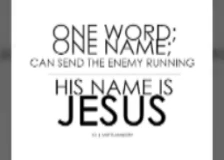 ONE WORD;
ONE NAME;
CAN SEND THE ENEMY RUNNING
HIS NAME IS
JESUS